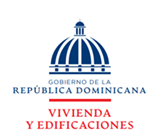 GOBIERNO DE LA
REPÚBLICA DOMINICANA
VIVIENDA
Y EDIFICACIONES